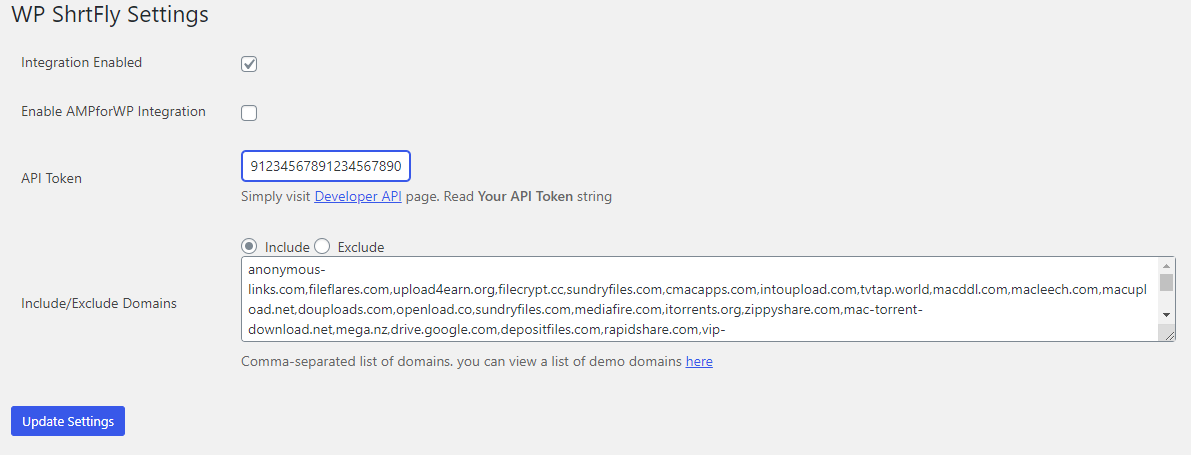 WP ShrtFly Settings
Integration Enabled
Enable AMPforWP Integration
API Token
91234567891234567890
Simply visit Developer API page. Read Your API Token string
Include Exclude
Include/Exclude Domains
anonymous-
links.com,fileflares.com,upload4earn.org,filecrypt.cc,sundryfiles.com,cmacapps.com,intoupload.com,tvtap.world,macddl.com,macleech.com,macuplo
oad.net,douploads.com,openload.co,sundryfiles.com,mediafire.com,itorrents.org,zippyshare.com,mac-torrent-
download.net,mega.nz,drive.google.com,depositfiles.com,rapidshare.com,vip-
Comma-separated list of domains. you can view a list of demo domains here
Update Settings